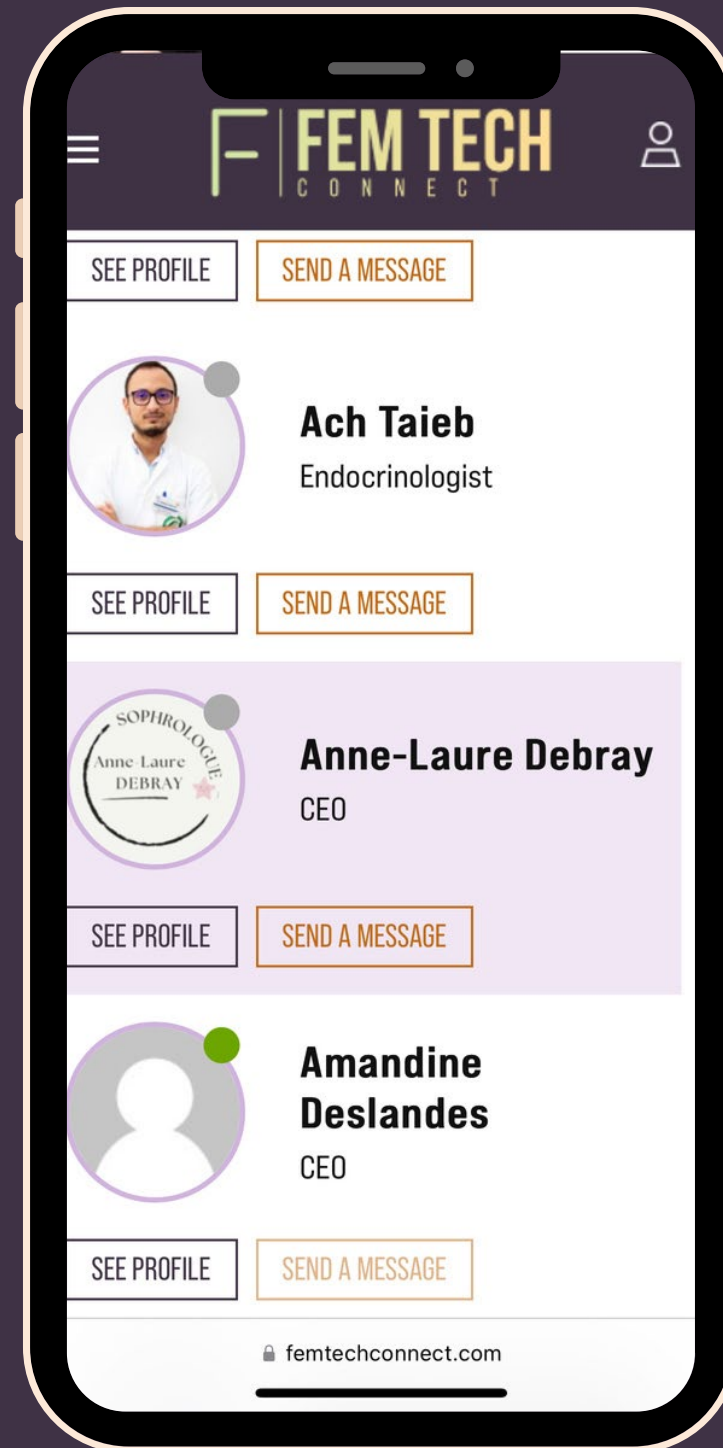 F
FEM TECH
CONNECT
SEE PROFILE
SEND A MESSAGE
Ach Taieb
Endocrinologist
SEE PROFILE
SEND A MESSAGE
SOPHROLOGUE
Anne-Laure
DEBRAY
Anne-Laure Debray
CEO
SEE PROFILE
SEND A MESSAGE
Amandine
Deslandes
CEO
SEE PROFILE
SEND A MESSAGE
femtechconnect.com